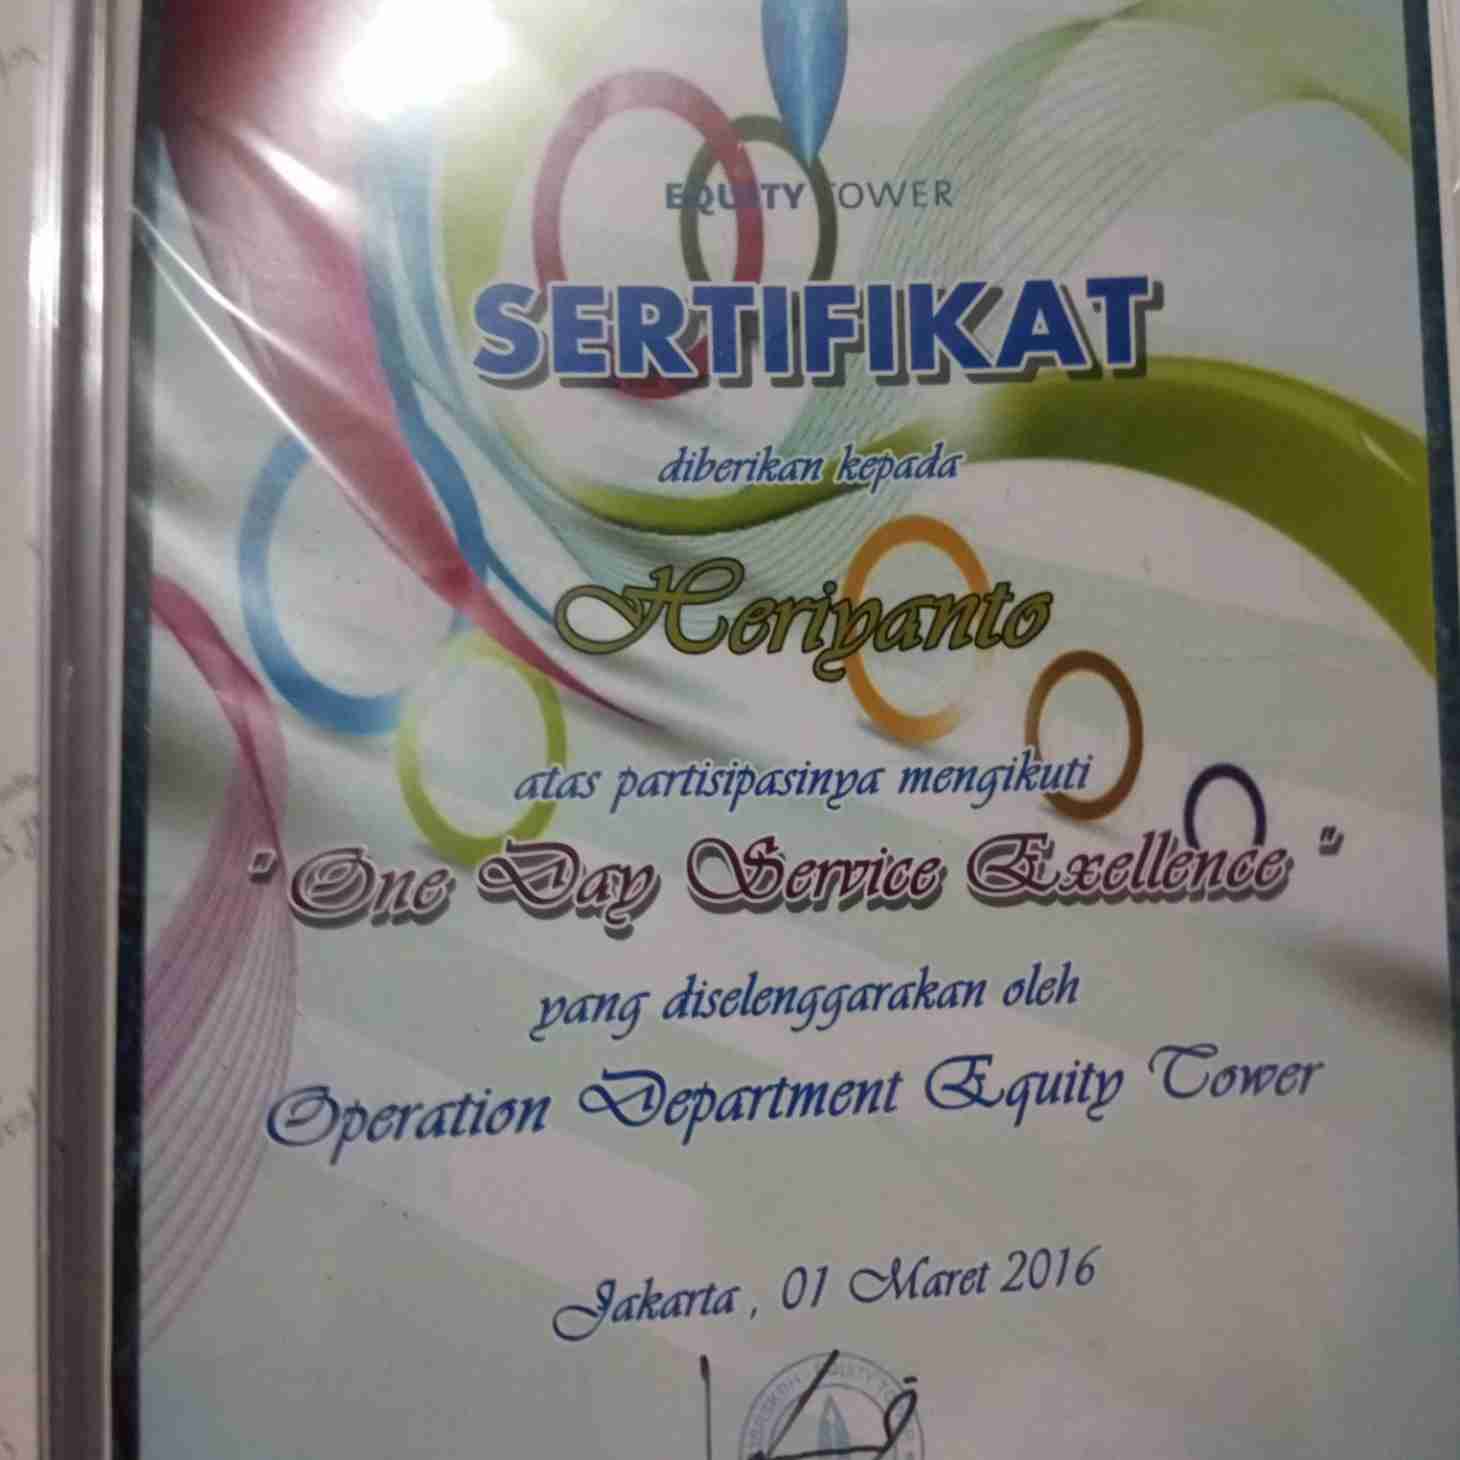 EQUITY TOWER
SERTIFIKAT
diberikan kepada
Heriyanto
atas partisipasinya mengikuti
" One Day Service Exellence "
yang diselenggarakan oleh
Operation Department Equity Tower
Jakarta , 01 Maret 2016